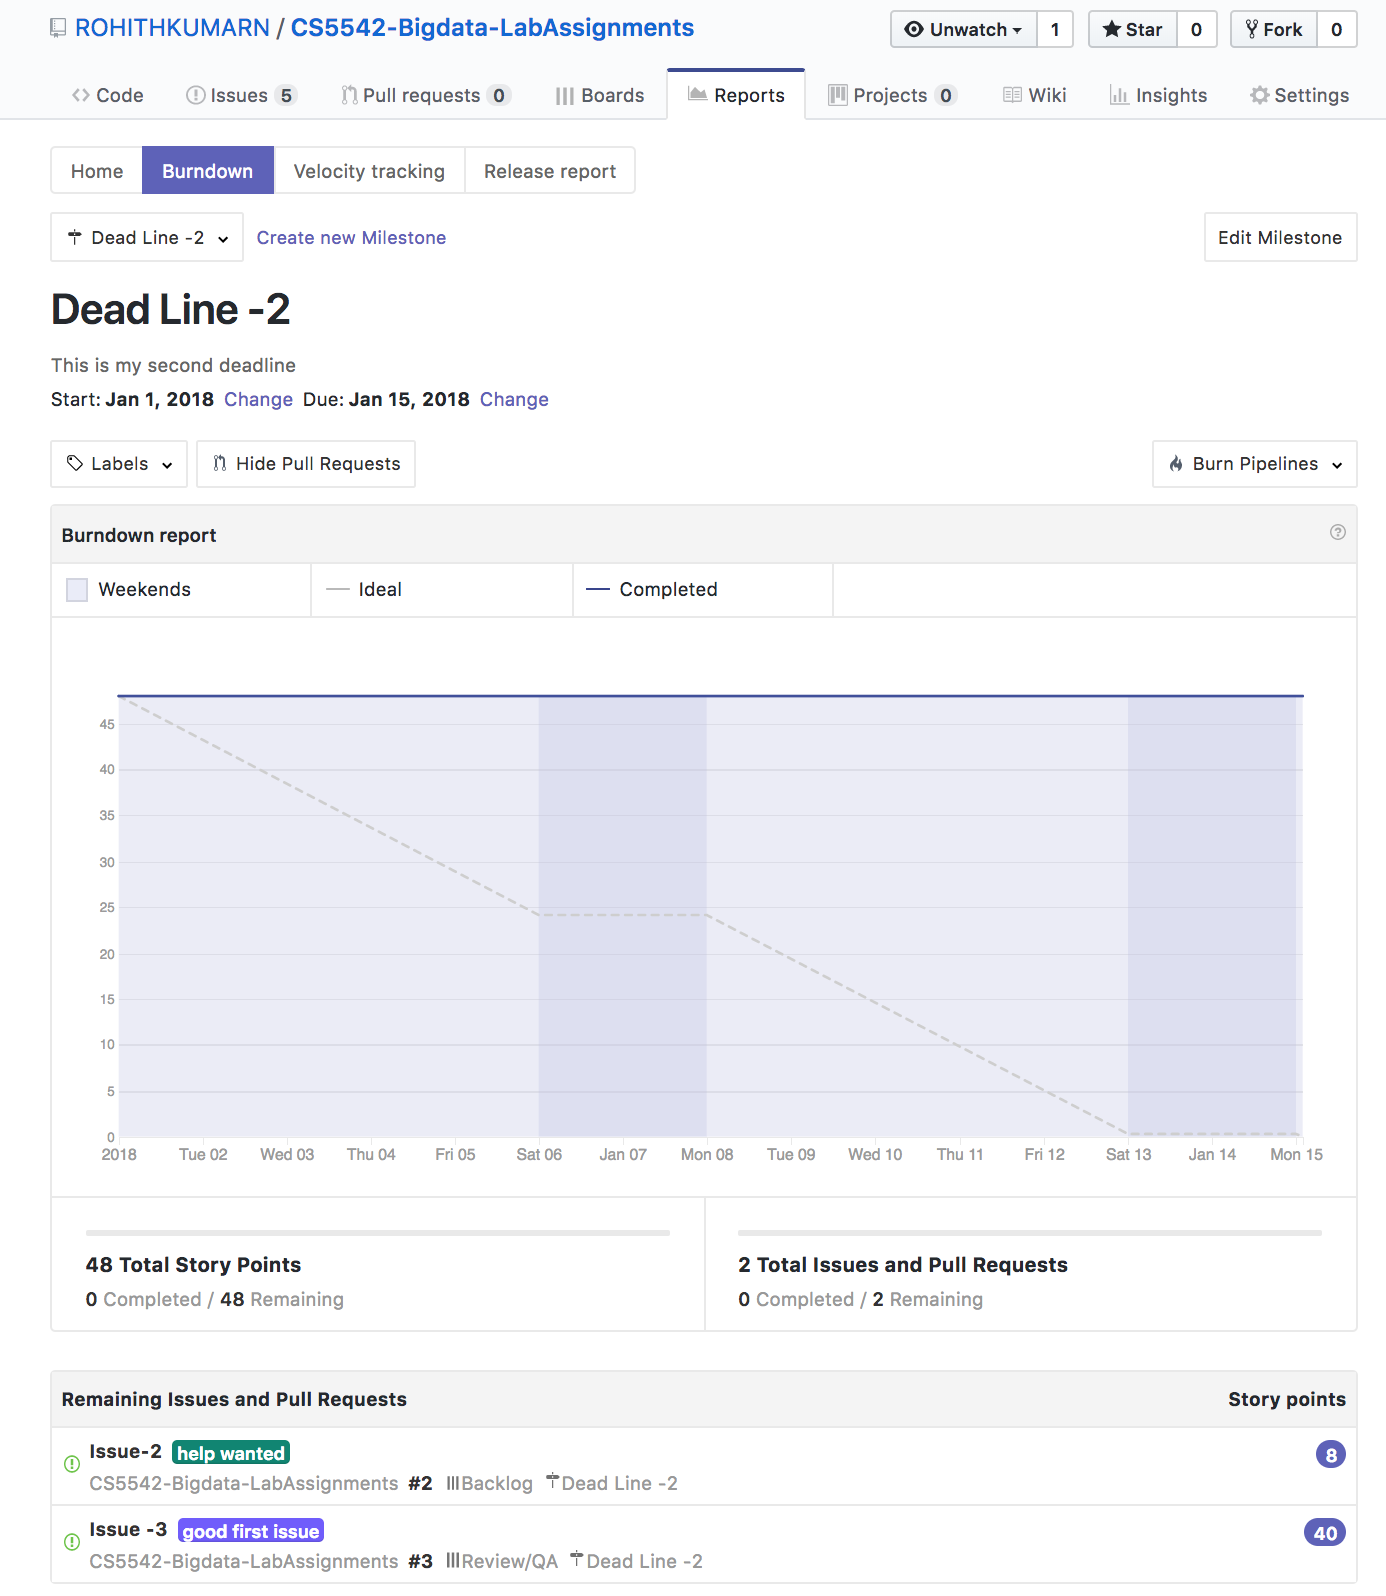 ROHITHKUMARN / CS5542-Bigdata-LabAssignments
Unwatch 1 Star 0 Fork 0
Code Issues 5 Pull requests 0 Boards Reports Projects 0 Wiki Insights Settings
Home Burndown Velocity tracking Release report
Dead Line -2 Create new Milestone Edit Milestone
Dead Line -2
This is my second deadline
Start: Jan 1, 2018 Change Due: Jan 15, 2018 Change
Labels Hide Pull Requests Burn Pipelines
Burndown report
Weekends Ideal Completed
45
40
35
30
25
20
15
10
5
0
2018 Tue 02 Wed 03 Thu 04 Fri 05 Sat 06 Jan 07 Mon 08 Tue 09 Wed 10 Thu 11 Fri 12 Sat 13 Jan 14 Mon 15
48 Total Story Points
0 Completed / 48 Remaining
2 Total Issues and Pull Requests
0 Completed / 2 Remaining
Remaining Issues and Pull Requests Story points
Issue-2 help wanted 8
CS5542-Bigdata-LabAssignments #2 Backlog Dead Line -2
Issue -3 good first issue 40
CS5542-Bigdata-LabAssignments #3 Review/QA Dead Line -2